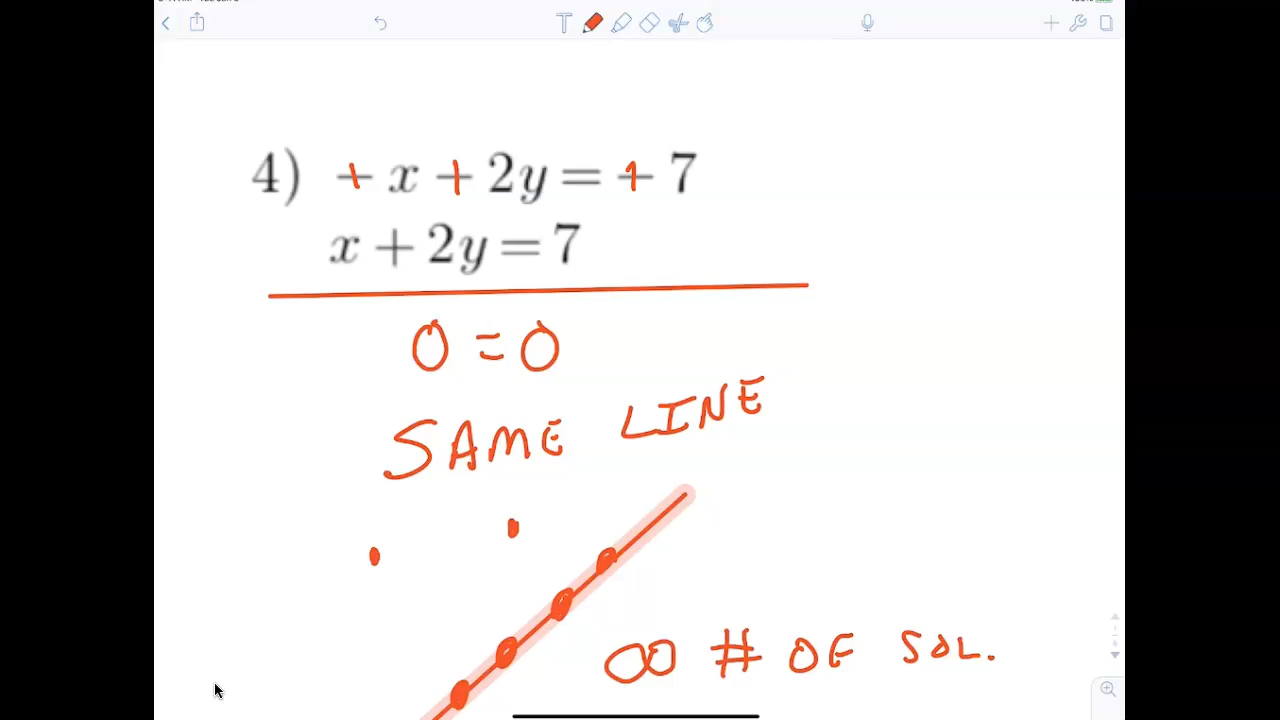 4) + x + 2y = + 7
x + 2y = 7
0 = 0
SAME LINE
∞ # OF SOL.